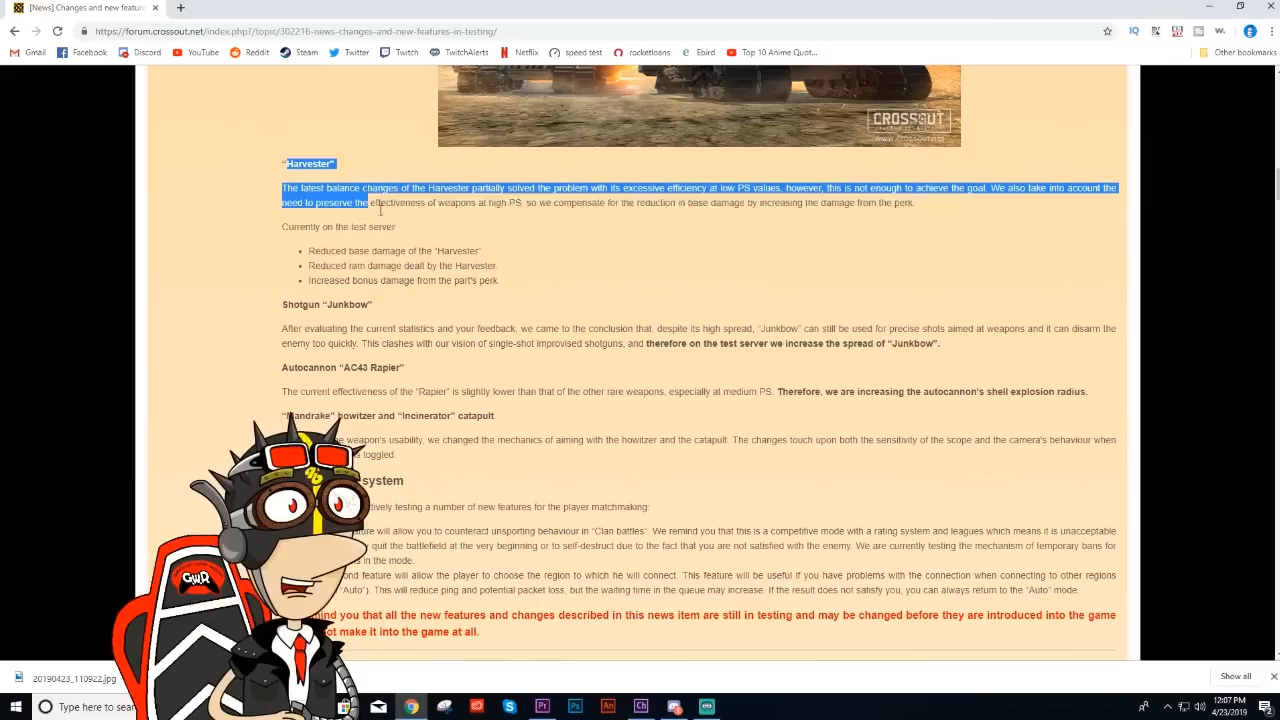 [News] Changes and new feature
https://forum.crossout.net/index.php?/topic/302216-news-changes-and-new-features-in-testing/
Gmail Facebook Discord YouTube Reddit Steam Twitter Twitch TwitchAlerts Netflix speed test rocketloans Ebird Top 10 Anime Quot... Other bookmarks
CROSSOUT
"Harvester"
The latest balance changes of the Harvester partially solved the problem with its excessive efficiency at low PS values, however, this is not enough to achieve the goal. We also take into account the
need to preserve the effectiveness of weapons at high PS, so we compensate for the reduction in base damage by increasing the damage from the perk.
Currently on the test server
• Reduced base damage of the "Harvester"
• Reduced ram damage dealt by the Harvester.
• Increased bonus damage from the part's perk.
Shotgun "Junkbow"
After evaluating the current statistics and your feedback, we came to the conclusion that, despite its high spread, "Junkbow" can still be used for precise shots aimed at weapons and it can disarm the
enemy too quickly. This clashes with our vision of single-shot improvised shotguns, and therefore on the test server we increase the spread of "Junkbow".
Autocannon "AC43 Rapier"
The current effectiveness of the "Rapier" is slightly lower than that of the other rare weapons, especially at medium PS. Therefore, we are increasing the autocannon's shell explosion radius.
"Mandrake" howitzer and "Incinerator" catapult
weapon's usability, we changed the mechanics of aiming with the howitzer and the catapult. The changes touch upon both the sensitivity of the scope and the camera's behaviour when
toggled.
system
testing a number of new features for the player matchmaking:
will allow you to counteract unsporting behaviour in "Clan battles". We remind you that this is a competitive mode with a rating system and leagues which means it is unacceptable
quit the battlefield at the very beginning or to self-destruct due to the fact that you are not satisfied with the enemy. We are currently testing the mechanism of temporary bans for
in the mode.
feature will allow the player to choose the region to which he will connect. This feature will be useful if you have problems with the connection when connecting to other regions
"Auto"). This will reduce ping and potential packet loss, but the waiting time in the queue may increase. If the result does not satisfy you, you can always return to the "Auto" mode.
you that all the new features and changes described in this news item are still in testing and may be changed before they are introduced into the game
not make it into the game at all.
GWR
20190423_110922.jpg Show all
Type here to sear
12:07 PM
4/23/2019